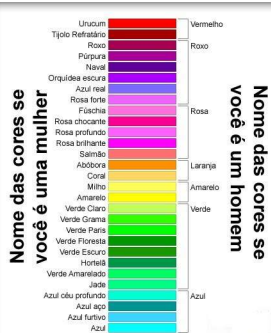 Nome das cores se
você é uma mulher
Urucum
Tijolo Refratário
Roxo
Púrpura
Naval
Orquídea escura
Azul real
Rosa forte
Fúschia
Rosa chocante
Rosa profundo
Rosa brilhante
Salmão
Abóbora
Coral
Milho
Amarelo
Verde Claro
Verde Grama
Verde Paris
Verde Floresta
Verde Escuro
Hortelã
Verde Amarelado
Jade
Azul céu profundo
Azul aço
Azul furtivo
Azul
Vermelho
Roxo
Rosa
Laranja
Amarelo
Verde
Azul
Nome das cores se
você é um homem